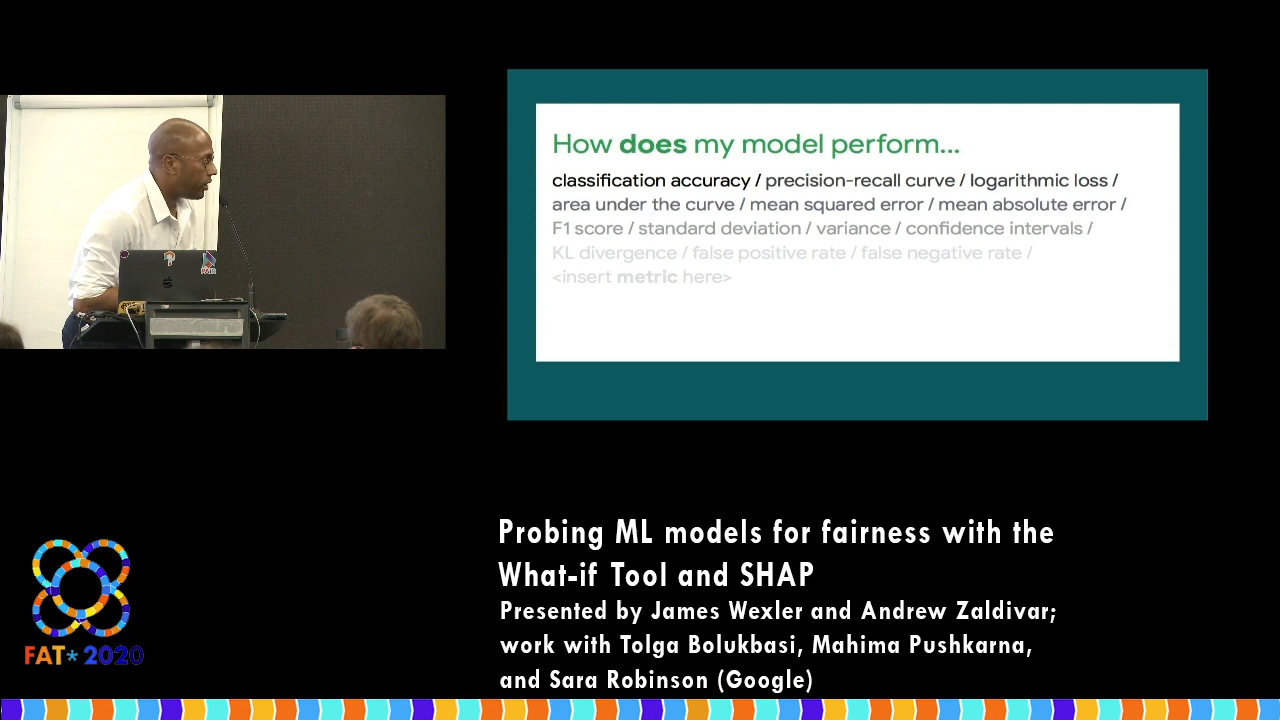 How does my model perform...
classification accuracy / precision-recall curve / logarithmic loss /
area under the curve / mean squared error / mean absolute error /
F1 score / standard deviation / variance / confidence intervals /
KL divergence / false positive rate / false negative rate /
<insert metric here>
Probing ML models for fairness with the
What-if Tool and SHAP
Presented by James Wexler and Andrew Zaldivar;
work with Tolga Bolukbasi, Mahima Pushkarna,
and Sara Robinson (Google)
FAT* 2020